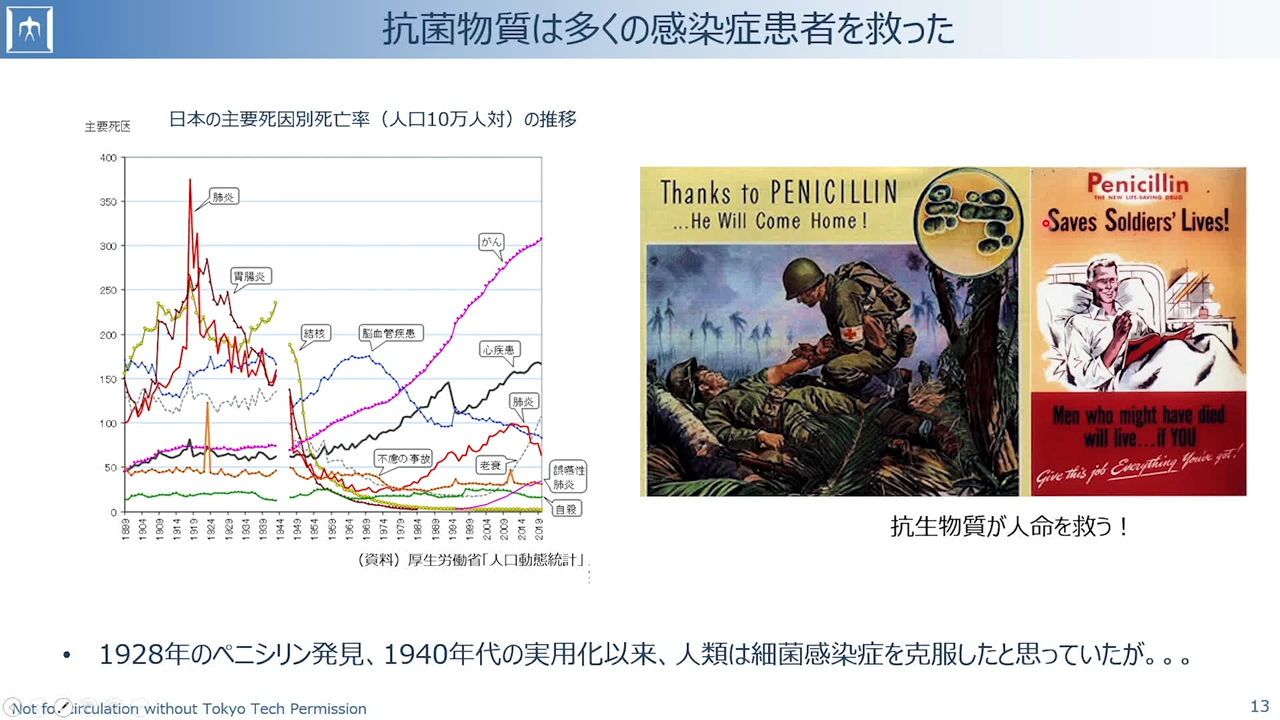 抗菌物質は多くの感染症患者を救った
主要死因
日本の主要死因別死亡率（人口10万人対）の推移
400
350
300
250
200
150
100
50
0
肺炎
胃腸炎
結核
脳血管疾患
がん
心疾患
肺炎
不慮の事故
老衰
誤嚥性
肺炎
自殺
1899
1904
1909
1914
1919
1924
1929
1934
1939
1944
1949
1954
1959
1964
1969
1974
1979
1984
1989
1994
1999
2004
2009
2014
2019
（資料）厚生労働省「人口動態統計」
Thanks to PENICILLIN
...He Will Come Home!
Penicillin
THE NEW LIFE-SAVING DRUG
Saves Soldiers' Lives!
Men who might have died
will live...if YOU
Give this job Everything You've got!
抗生物質が人命を救う！
• 1928年のペニシリン発見、1940年代の実用化以来、人類は細菌感染症を克服したと思っていたが。。。
Not for Circulation without Tokyo Tech Permission
13